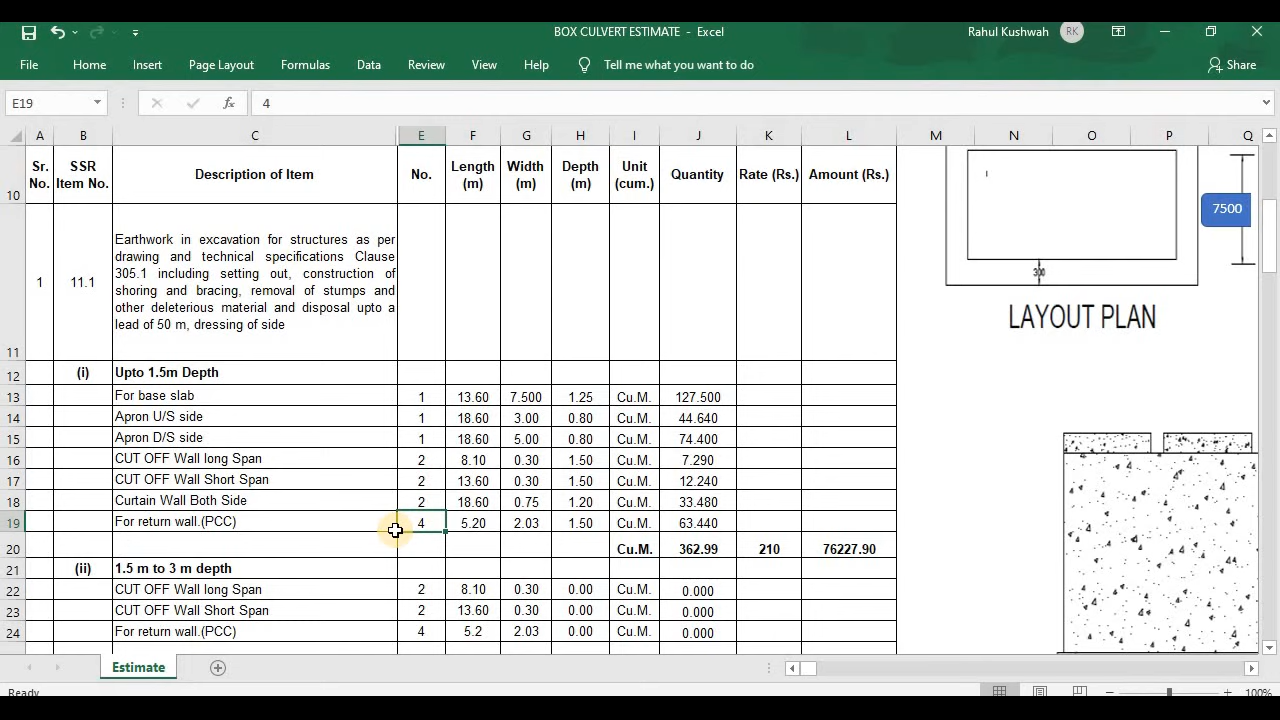 BOX CULVERT ESTIMATE - Excel
Rahul Kushwah RK
File Home Insert Page Layout Formulas Data Review View Help Tell me what you want to do Share
E19 fx 4
A B C E F G H I J K L M N O P Q
10 Sr. No. SSR Item No. Description of Item No. Length (m) Width (m) Depth (m) Unit (cum.) Quantity Rate (Rs.) Amount (Rs.)
11 1 11.1 Earthwork in excavation for structures as per
drawing and technical specifications Clause
305.1 including setting out, construction of
shoring and bracing, removal of stumps and
other deleterious material and disposal upto a
lead of 50 m, dressing of side
12 (i) Upto 1.5m Depth
13 For base slab 1 13.60 7.500 1.25 Cu.M. 127.500
14 Apron U/S side 1 18.60 3.00 0.80 Cu.M. 44.640
15 Apron D/S side 1 18.60 5.00 0.80 Cu.M. 74.400
16 CUT OFF Wall long Span 2 8.10 0.30 1.50 Cu.M. 7.290
17 CUT OFF Wall Short Span 2 13.60 0.30 1.50 Cu.M. 12.240
18 Curtain Wall Both Side 2 18.60 0.75 1.20 Cu.M. 33.480
19 For return wall.(PCC) 4 5.20 2.03 1.50 Cu.M. 63.440
20 Cu.M. 362.99 210 76227.90
21 (ii) 1.5 m to 3 m depth
22 CUT OFF Wall long Span 2 8.10 0.30 0.00 Cu.M. 0.000
23 CUT OFF Wall Short Span 2 13.60 0.30 0.00 Cu.M. 0.000
24 For return wall.(PCC) 4 5.2 2.03 0.00 Cu.M. 0.000
7500
300
LAYOUT PLAN
Estimate
Ready
100%